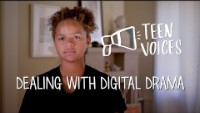 TEEN
VOICES
DEALING WITH DIGITAL DRAMA